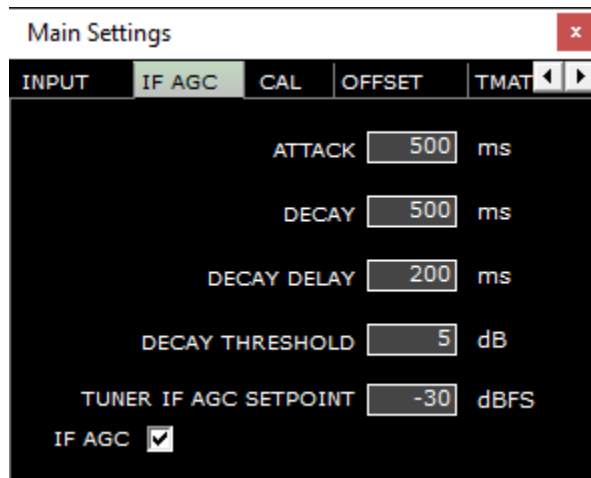 Main Settings x
INPUT IF AGC CAL OFFSET TMAT
ATTACK 500 ms
DECAY 500 ms
DECAY DELAY 200 ms
DECAY THRESHOLD 5 dB
TUNER IF AGC SETPOINT -30 dBFS
IF AGC